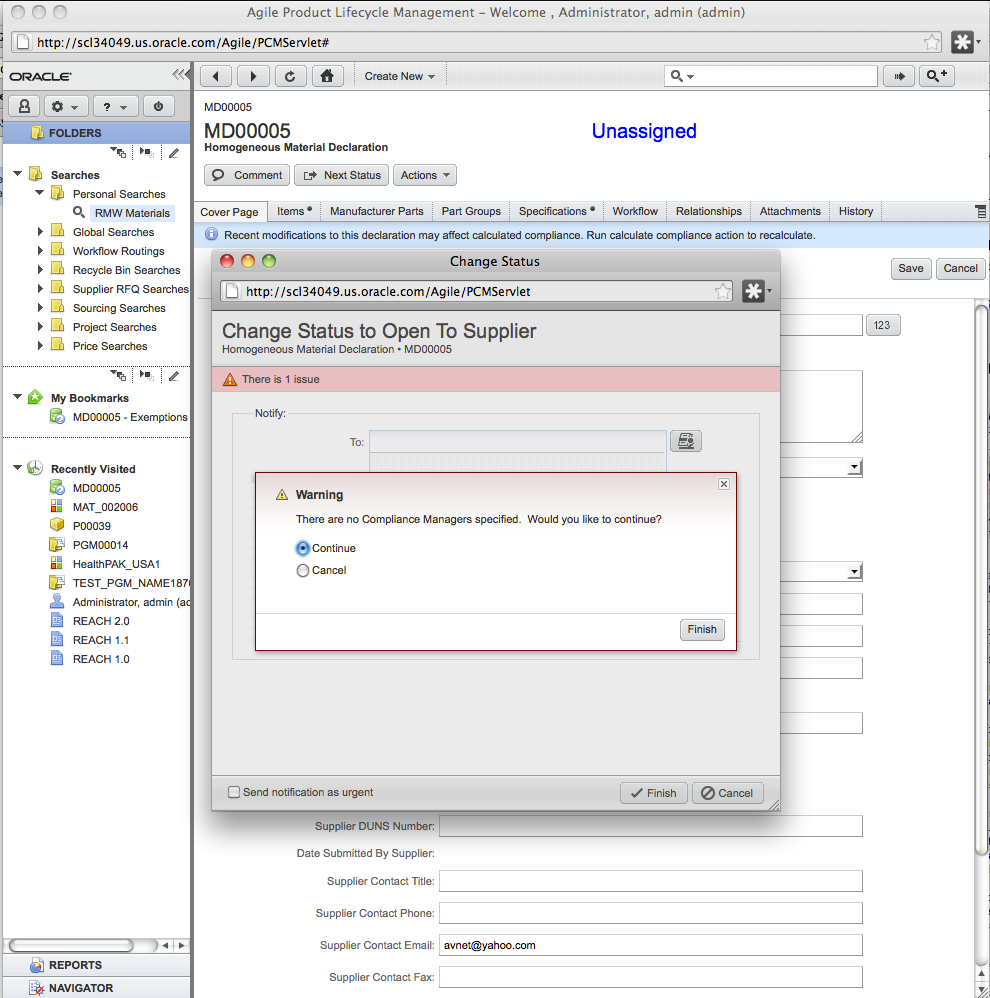 Agile Product Lifecycle Management – Welcome , Administrator, admin (admin)
http://scl34049.us.oracle.com/Agile/PCMServlet#
ORACLE
Create New
FOLDERS
Searches
Personal Searches
RMW Materials
Global Searches
Workflow Routings
Recycle Bin Searches
Supplier RFQ Searches
Sourcing Searches
Project Searches
Price Searches
My Bookmarks
MD00005 - Exemptions
Recently Visited
MD00005
MAT_002006
P00039
PGM00014
HealthPAK_USA1
TEST_PGM_NAME187
Administrator, admin (ac
REACH 2.0
REACH 1.1
REACH 1.0
REPORTS
NAVIGATOR
MD00005
MD00005
Unassigned
Homogeneous Material Declaration
Comment Next Status Actions
Cover Page Items Manufacturer Parts Part Groups Specifications Workflow Relationships Attachments History
Recent modifications to this declaration may affect calculated compliance. Run calculate compliance action to recalculate.
Save Cancel
123
Change Status
http://scl34049.us.oracle.com/Agile/PCMServlet
Change Status to Open To Supplier
Homogeneous Material Declaration • MD00005
There is 1 issue
Notify:
To:
Warning
There are no Compliance Managers specified. Would you like to continue?
Continue
Cancel
Finish
Send notification as urgent
Finish Cancel
Supplier DUNS Number:
Date Submitted By Supplier:
Supplier Contact Title:
Supplier Contact Phone:
Supplier Contact Email: avnet@yahoo.com
Supplier Contact Fax: